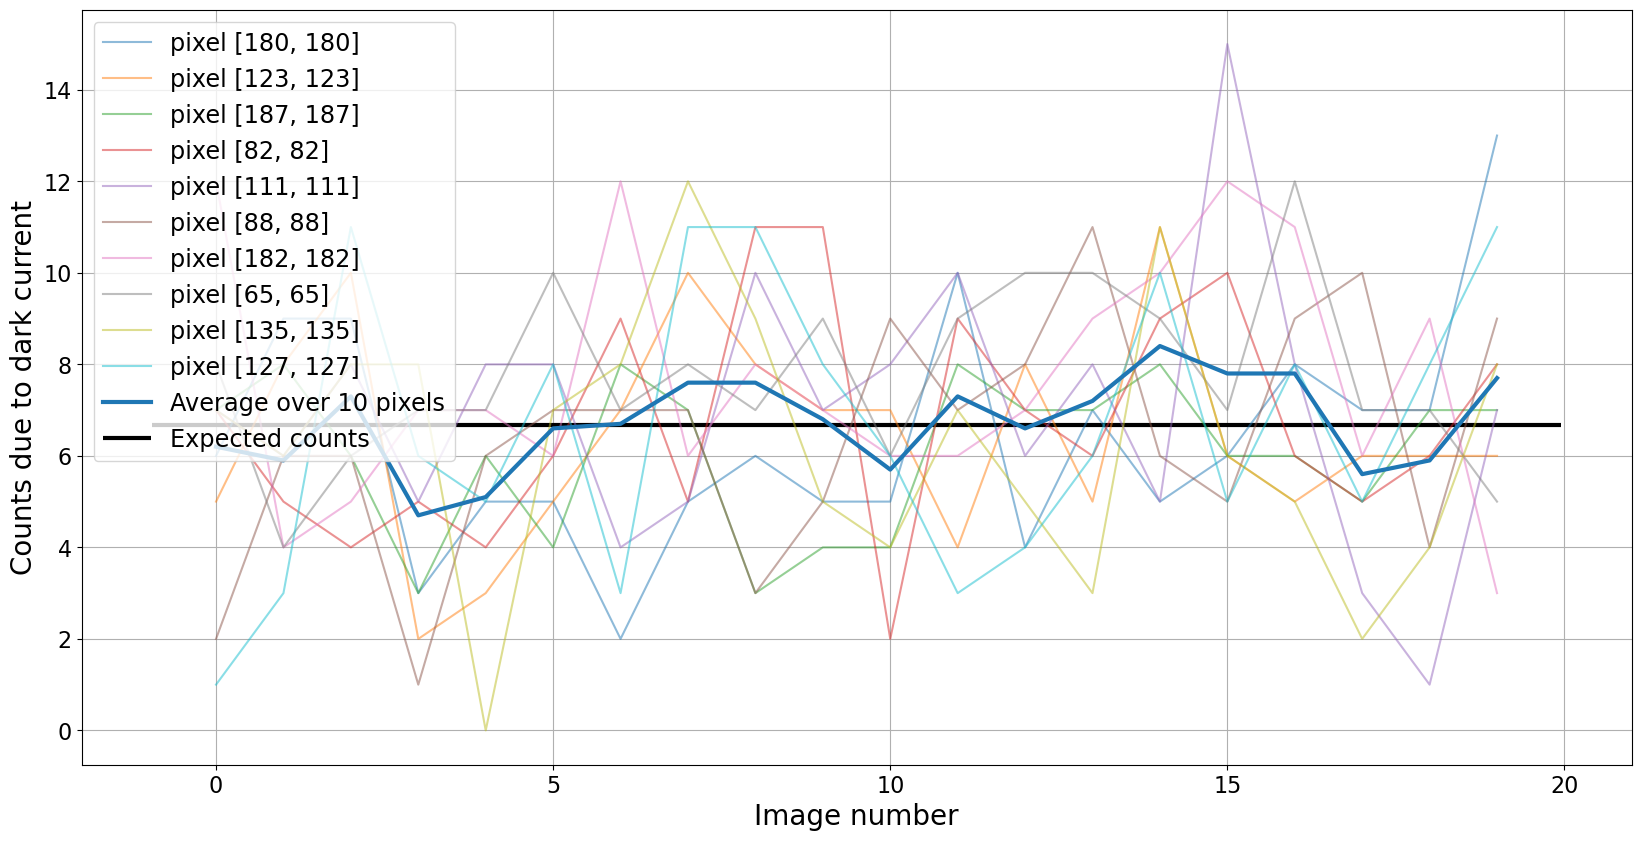 pixel [180, 180]
pixel [123, 123]
pixel [187, 187]
pixel [82, 82]
pixel [111, 111]
pixel [88, 88]
pixel [182, 182]
pixel [65, 65]
pixel [135, 135]
pixel [127, 127]
Average over 10 pixels
Expected counts
Counts due to dark current
14
12
10
8
6
4
2
0
0 5 10 15 20
Image number